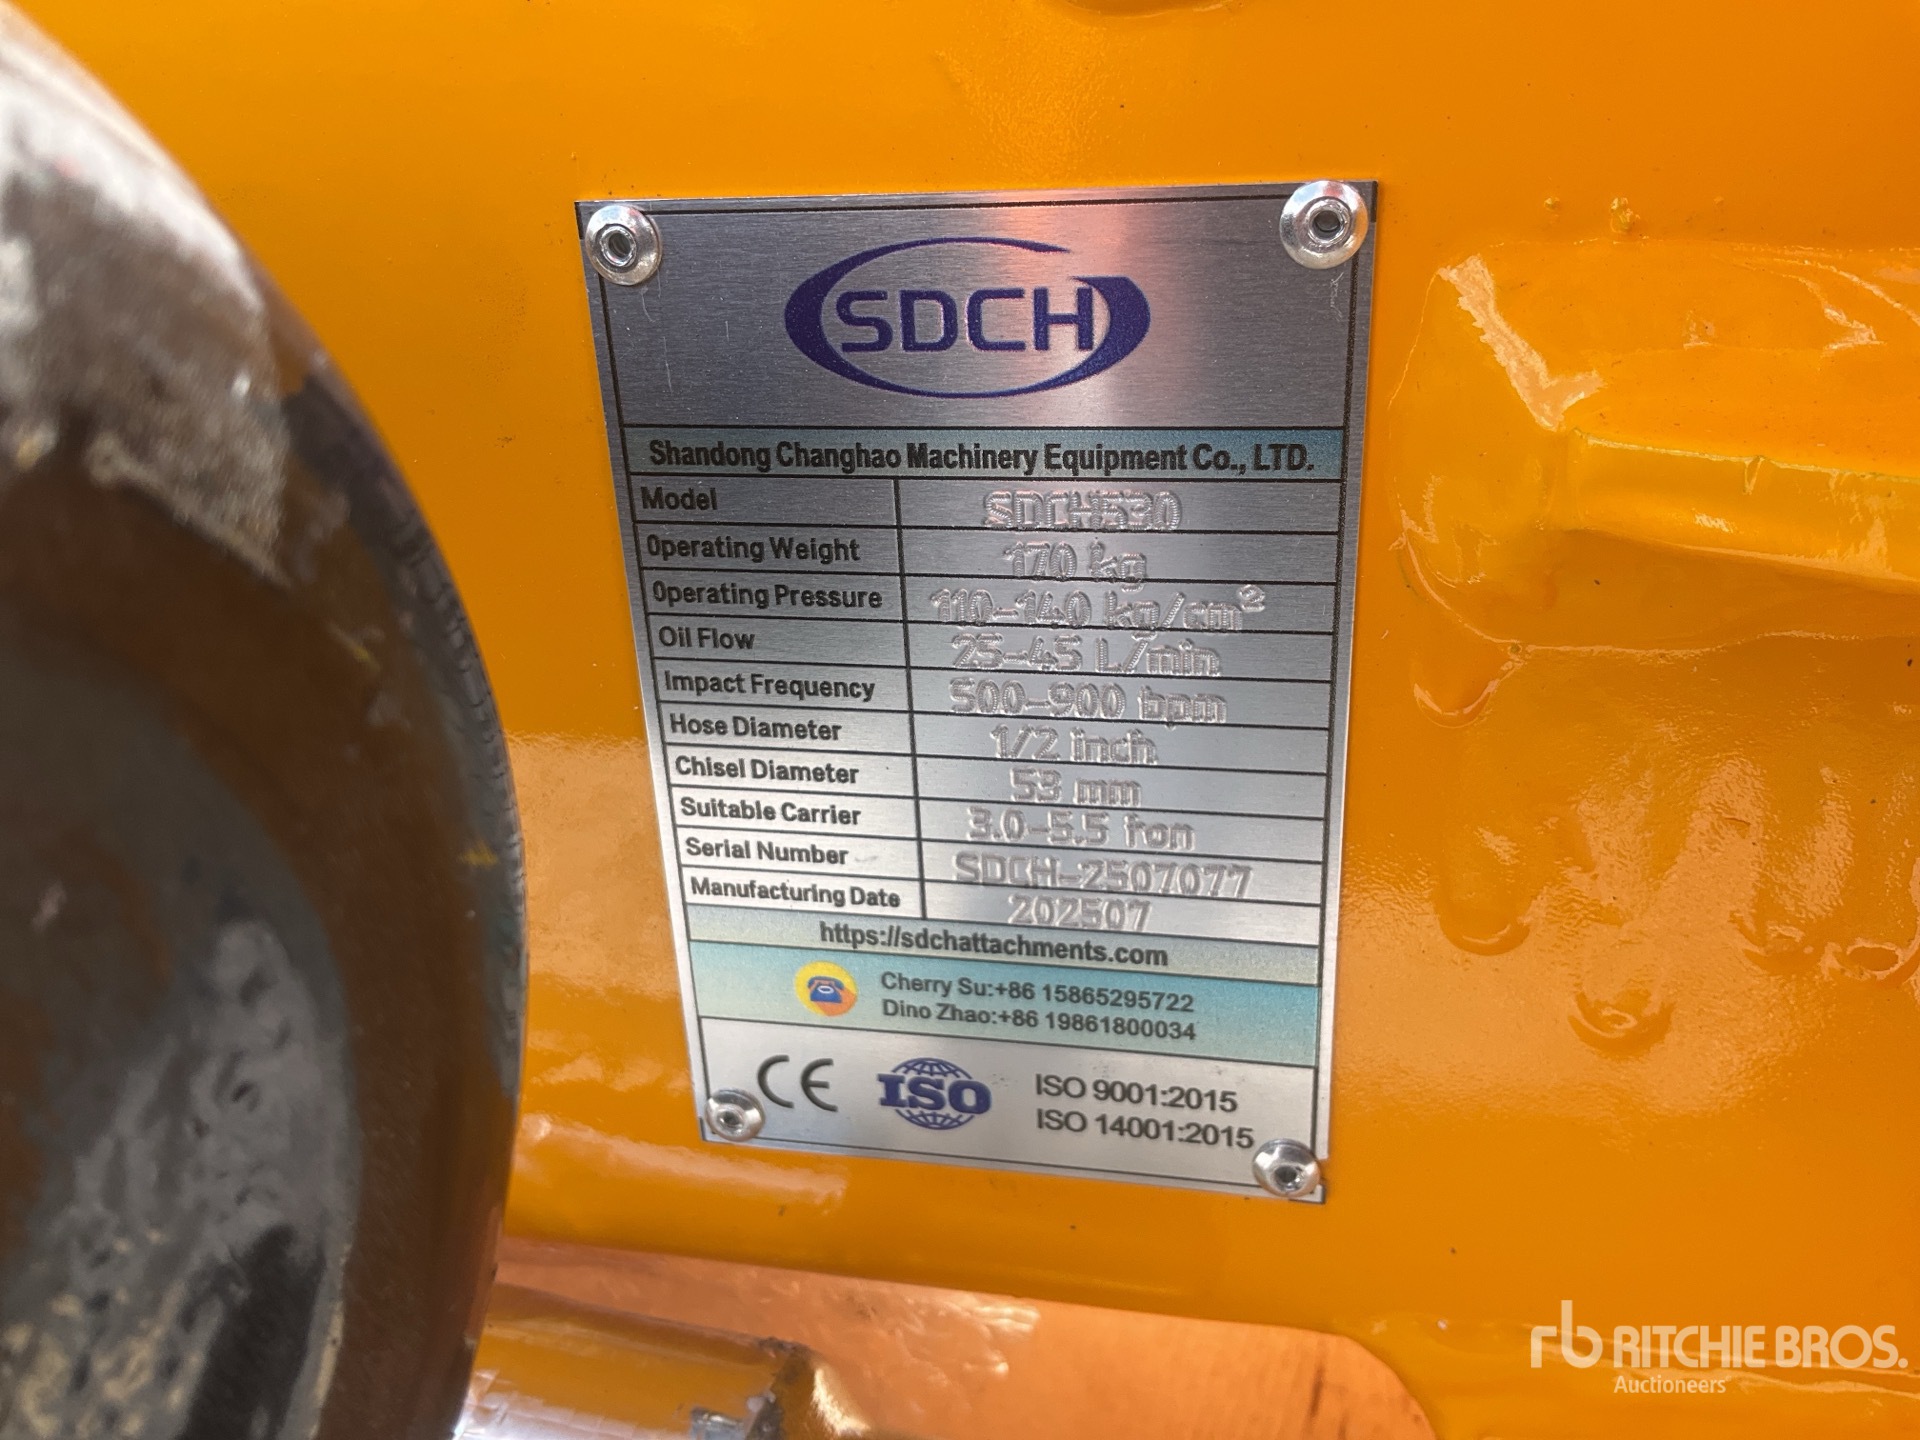 SDCH
Shandong Changhao Machinery Equipment Co., LTD.
Model SDCH530
Operating Weight 170 kg
Operating Pressure 110-140 kg/cm²
Oil Flow 25-45 L/min
Impact Frequency 500-900 bpm
Hose Diameter 1/2 inch
Chisel Diameter 53 mm
Suitable Carrier 3.0-5.5 ton
Serial Number SDCH-2507077
Manufacturing Date 202507
https://sdchattachments.com
Cherry Su:+86 15865295722
Dino Zhao:+86 19861800034
CE ISO ISO 9001:2015
ISO 14001:2015
rb RITCHIE BROS.
Auctioneers